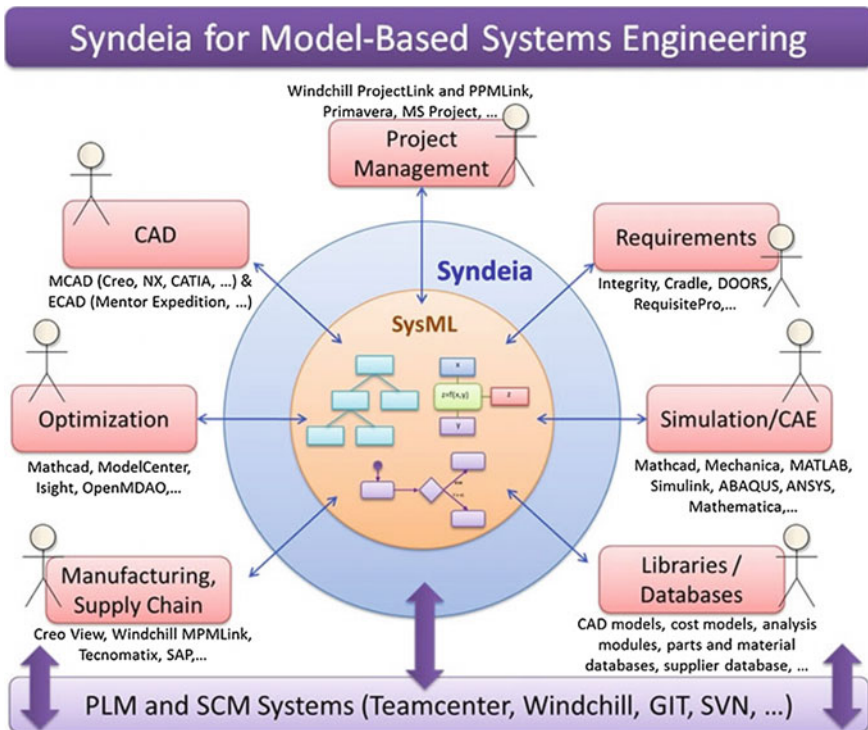 Syndeia for Model-Based Systems Engineering
Windchill ProjectLink and PPMLink,
Primavera, MS Project, ...
Project
Management
CAD
MCAD (Creo, NX, CATIA, ...) &
ECAD (Mentor Expedition, ...)
Requirements
Integrity, Cradle, DOORS,
RequisitePro,...
Syndeia
SysML
x
z=f(x,y)
z
y
Optimization
Mathcad, ModelCenter,
Isight, OpenMDAO,...
Simulation/CAE
Mathcad, Mechanica, MATLAB,
Simulink, ABAQUS, ANSYS,
Mathematica,...
Manufacturing,
Supply Chain
Creo View, Windchill MPMLink,
Tecnomatix, SAP,...
Libraries /
Databases
CAD models, cost models, analysis
modules, parts and material
databases, supplier database, ...
PLM and SCM Systems (Teamcenter, Windchill, GIT, SVN, ...)